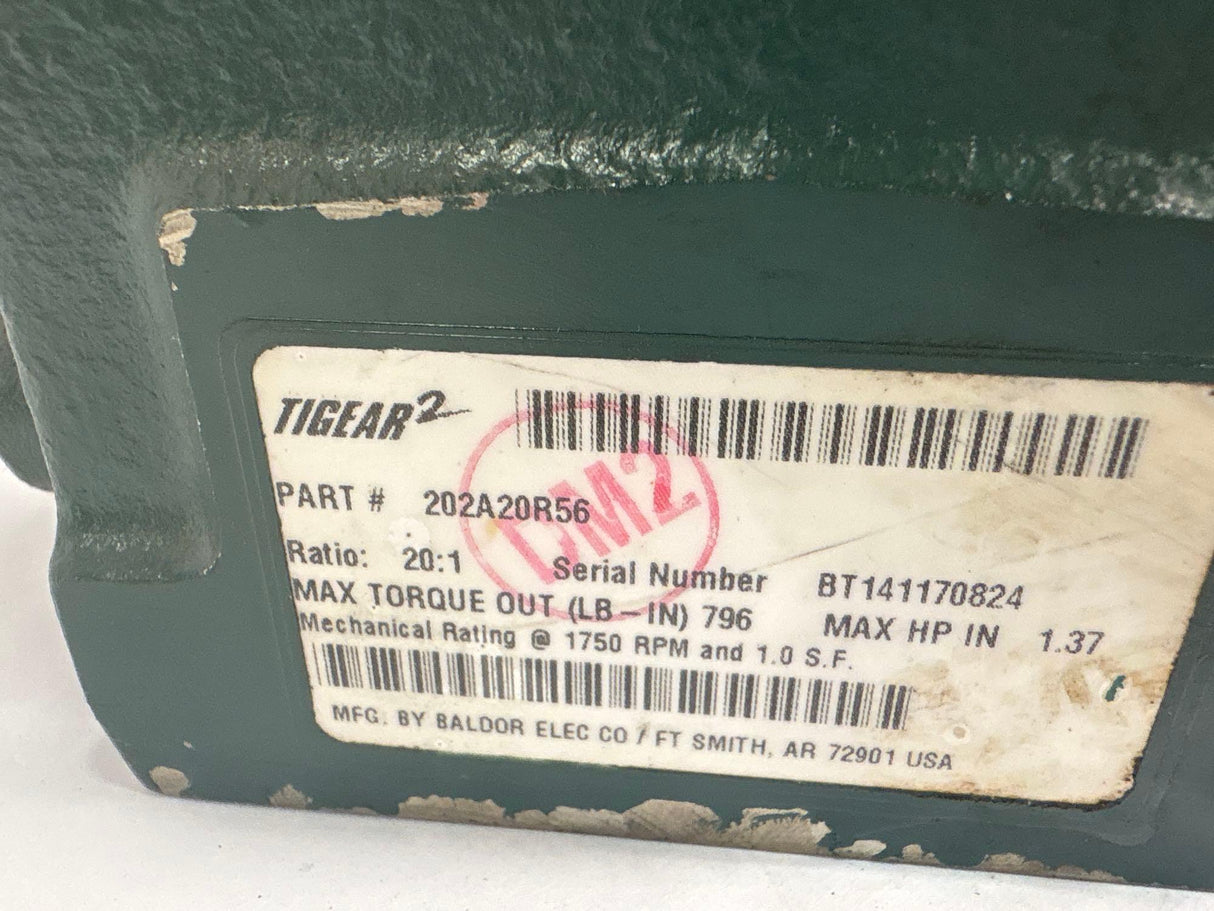 TIGEAR2
DM2
PART # 202A20R56
Ratio: 20:1 Serial Number BT141170824
MAX TORQUE OUT (LB-IN) 796 MAX HP IN 1.37
Mechanical Rating @ 1750 RPM and 1.0 S.F.
MFG. BY BALDOR ELEC CO / FT SMITH, AR 72901 USA